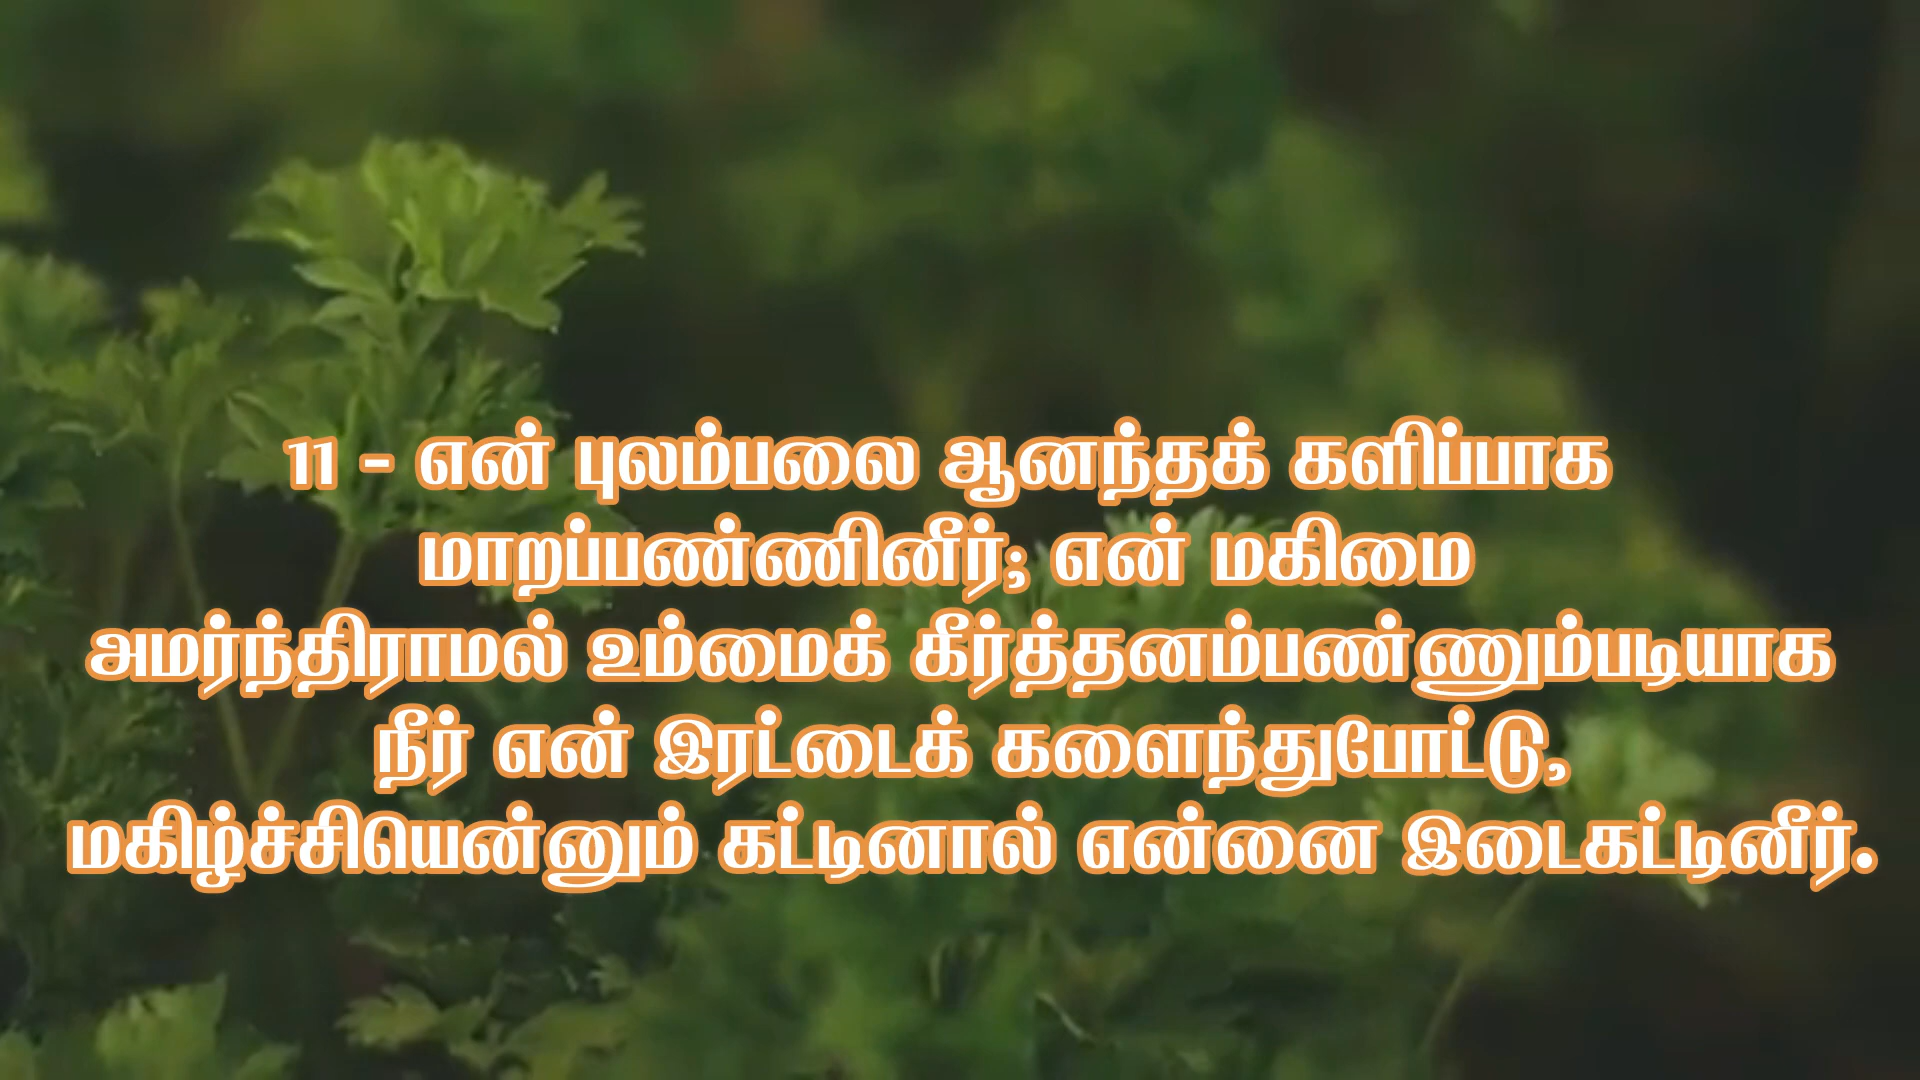 11 - என் புலம்பலை ஆனந்தக் களிப்பாக
மாறப்பண்ணினீர்; என் மகிமை
அமர்ந்திராமல் உம்மைக் கீர்த்தனம்பண்ணும்படியாக
நீர் என் இரட்டைக் களைந்துபோட்டு,
மகிழ்ச்சியென்னும் கட்டினால் என்னை இடைகட்டினீர்.